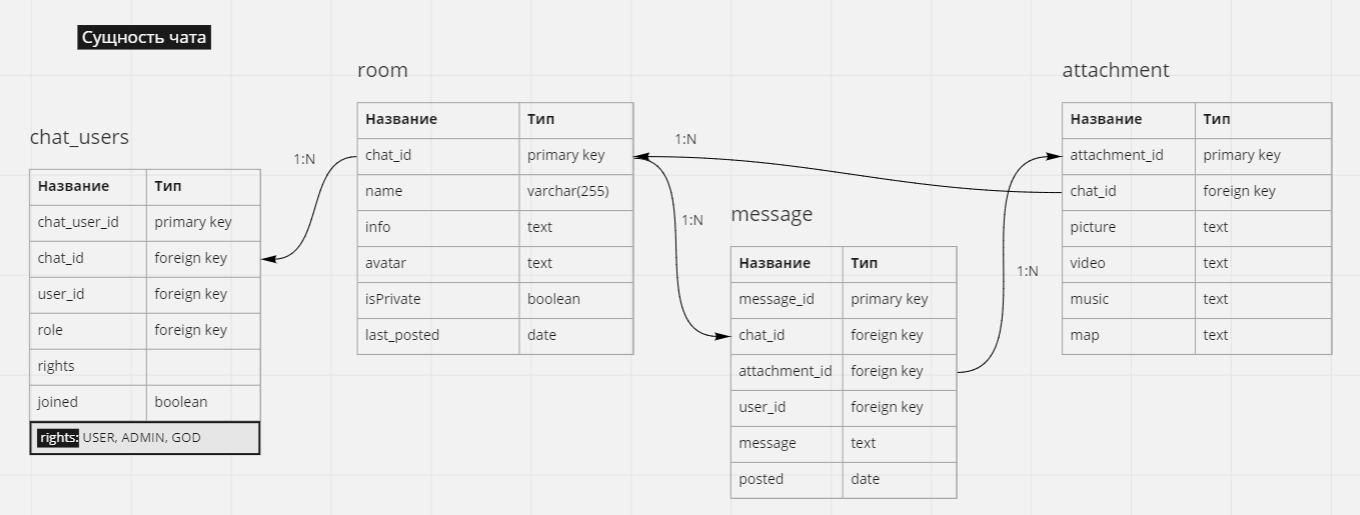 Сущность чата
chat_users
Название Тип
chat_user_id primary key
chat_id foreign key
user_id foreign key
role foreign key
rights
joined boolean
rights: USER, ADMIN, GOD
1:N
room
Название Тип
chat_id primary key
name varchar(255)
info text
avatar text
isPrivate boolean
last_posted date
1:N
1:N
message
Название Тип
message_id primary key
chat_id foreign key
attachment_id foreign key
user_id foreign key
message text
posted date
1:N
attachment
Название Тип
attachment_id primary key
chat_id foreign key
picture text
video text
music text
map text